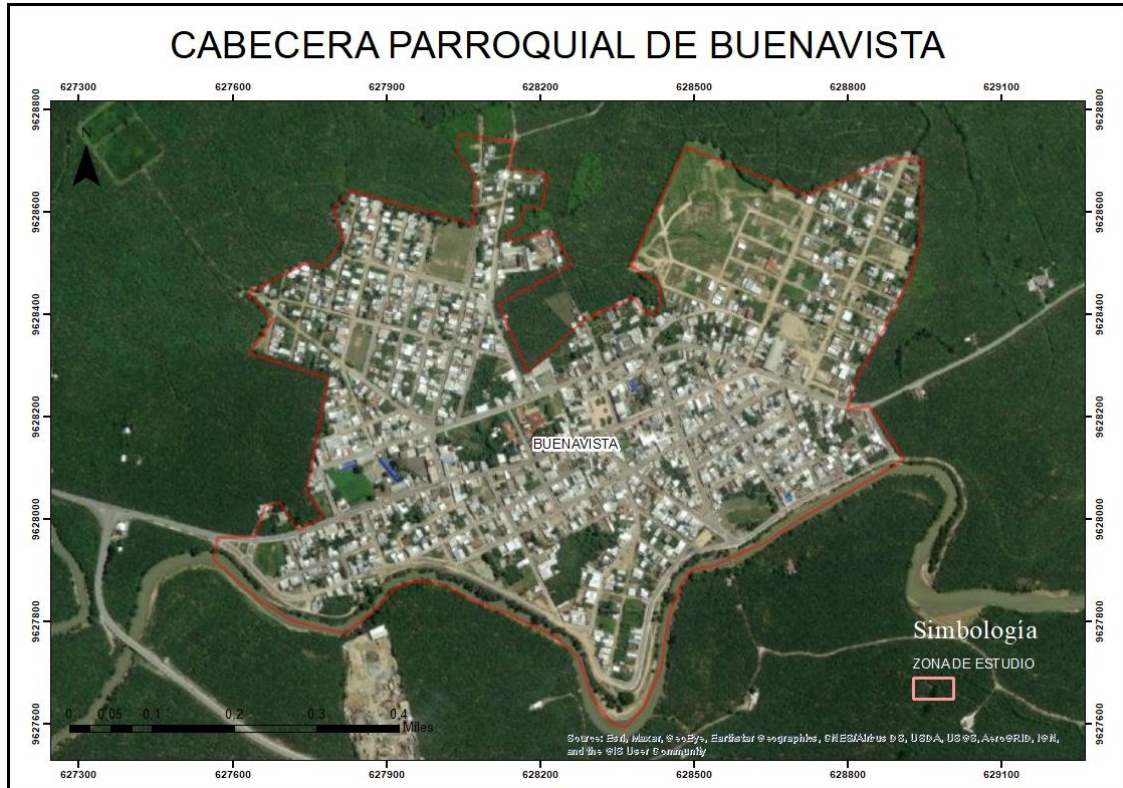 CABECERA PARROQUIAL DE BUENAVISTA
627300 627600 627900 628200 628500 628800 629100
9628800 9628800
N
9628600 9628600
9628400 9628400
9628200 9628200
BUENAVISTA
9628000 9628000
9627800 9627800
Simbología
ZONA DE ESTUDIO
0 0,05 0,1 0,2 0,3 0,4
Miles
9627600 9627600
Source: Esri, Maxar, GeoEye, Earthstar Geographics, CNES/Airbus DS, USDA, USGS, AeroGRID, IGN,
and the GIS User Community
627300 627600 627900 628200 628500 628800 629100